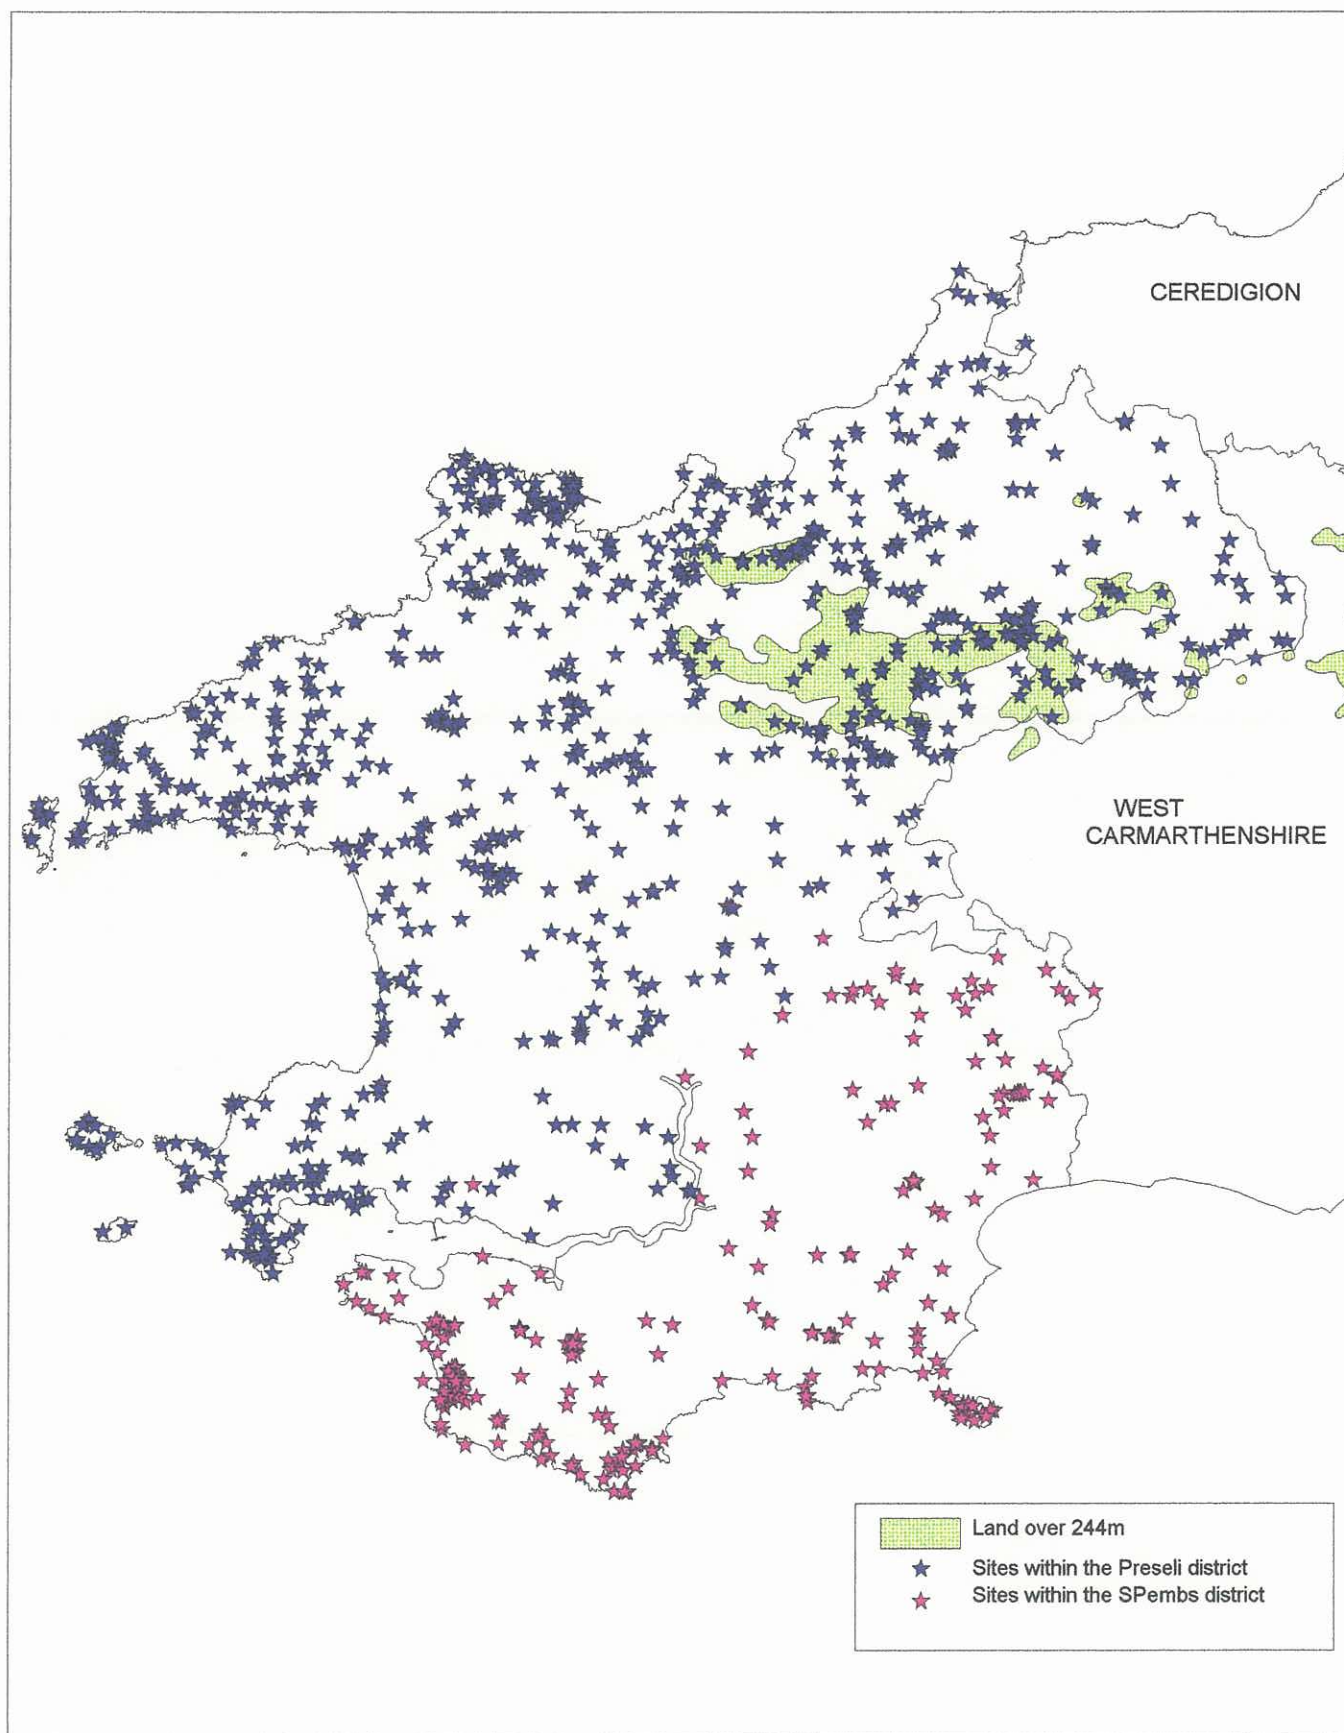 CEREDIGION
WEST
CARMARTHENSHIRE
Land over 244m
Sites within the Preseli district
Sites within the SPembs district